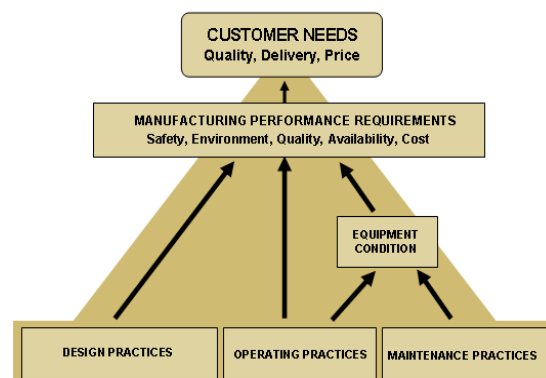 CUSTOMER NEEDS
Quality, Delivery, Price
MANUFACTURING PERFORMANCE REQUIREMENTS
Safety, Environment, Quality, Availability, Cost
EQUIPMENT
CONDITION
DESIGN PRACTICES
OPERATING PRACTICES
MAINTENANCE PRACTICES